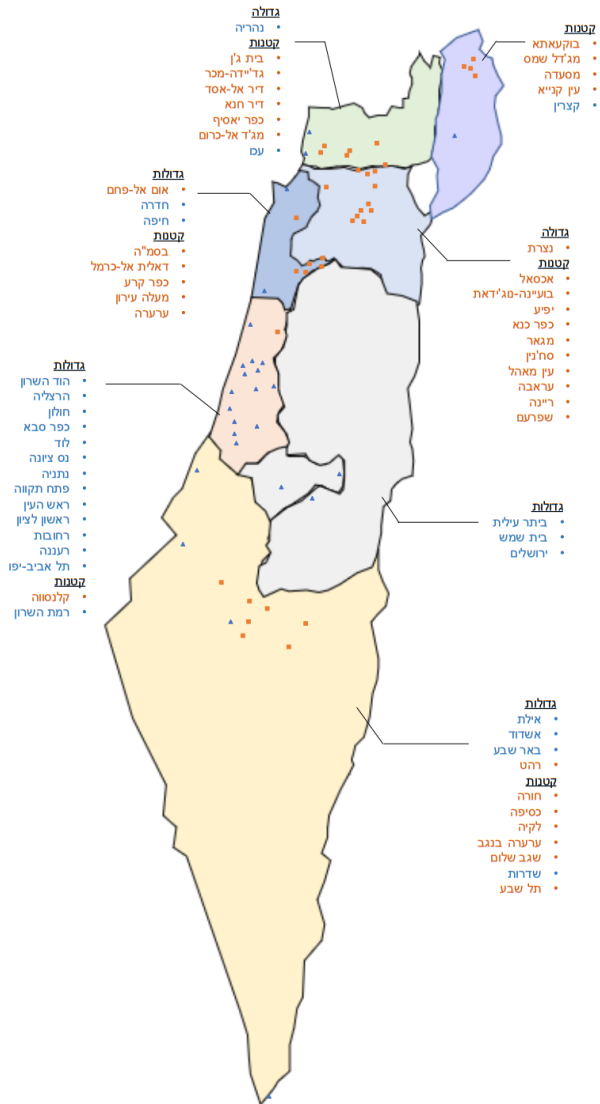 גדולה
נהריה
קטנות
בית ג'ן
ג'דיידה-מכר
דיר אל-אסד
דיר חנא
כפר יאסיף
מג'ד אל-כרום
עכו
קטנות
בוקעאתא
מג'דל שמס
מסעדה
עין קנייא
קצרין
גדולות
אום אל-פחם
חדרה
חיפה
קטנות
בסמ"ה
דאלית אל-כרמל
כפר קרע
מעלה עירון
ערערה
גדולה
נצרת
קטנות
אכסאל
בועיינה-נוג'ידאת
יפיע
כפר כנא
מגאר
סח'נין
עין מאהל
עראבה
ריינה
שפרעם
גדולות
הוד השרון
הרצליה
חולון
כפר סבא
לוד
נס ציונה
נתניה
פתח תקווה
ראש העין
ראשון לציון
רחובות
רעננה
תל אביב-יפו
קטנות
קלנסווה
רמת השרון
גדולות
ביתר עילית
בית שמש
ירושלים
גדולות
אילת
אשדוד
באר שבע
רהט
קטנות
חורה
כסיפה
לקיה
ערערה בנגב
שגב שלום
שדרות
תל שבע